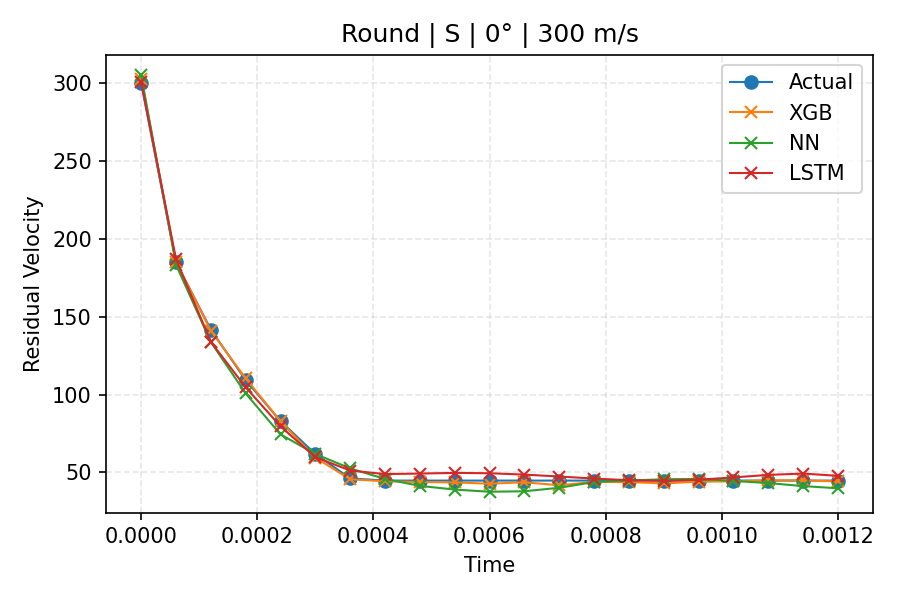 Round | S | 0° | 300 m/s
Actual
XGB
NN
LSTM
Residual Velocity
300
250
200
150
100
50
0.0000 0.0002 0.0004 0.0006 0.0008 0.0010 0.0012
Time